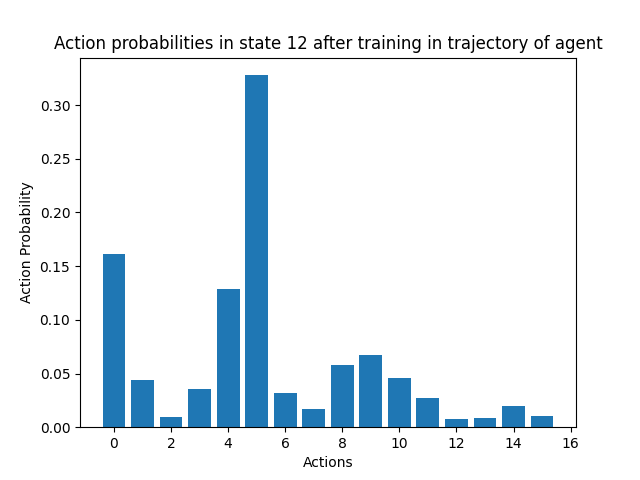 Action probabilities in state 12 after training in trajectory of agent
0.30
0.25
0.20
0.15
0.10
0.05
0.00
Action Probability
0 2 4 6 8 10 12 14 16
Actions